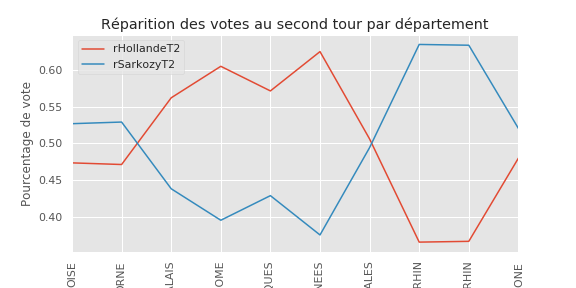 Réparition des votes au second tour par département
rHollandeT2
rSarkozyT2
Pourcentage de vote
0.60
0.55
0.50
0.45
0.40
OISE
ORNE
ALAIS
OME
QUES
NEES
ALES
RHIN
RHIN
ONE